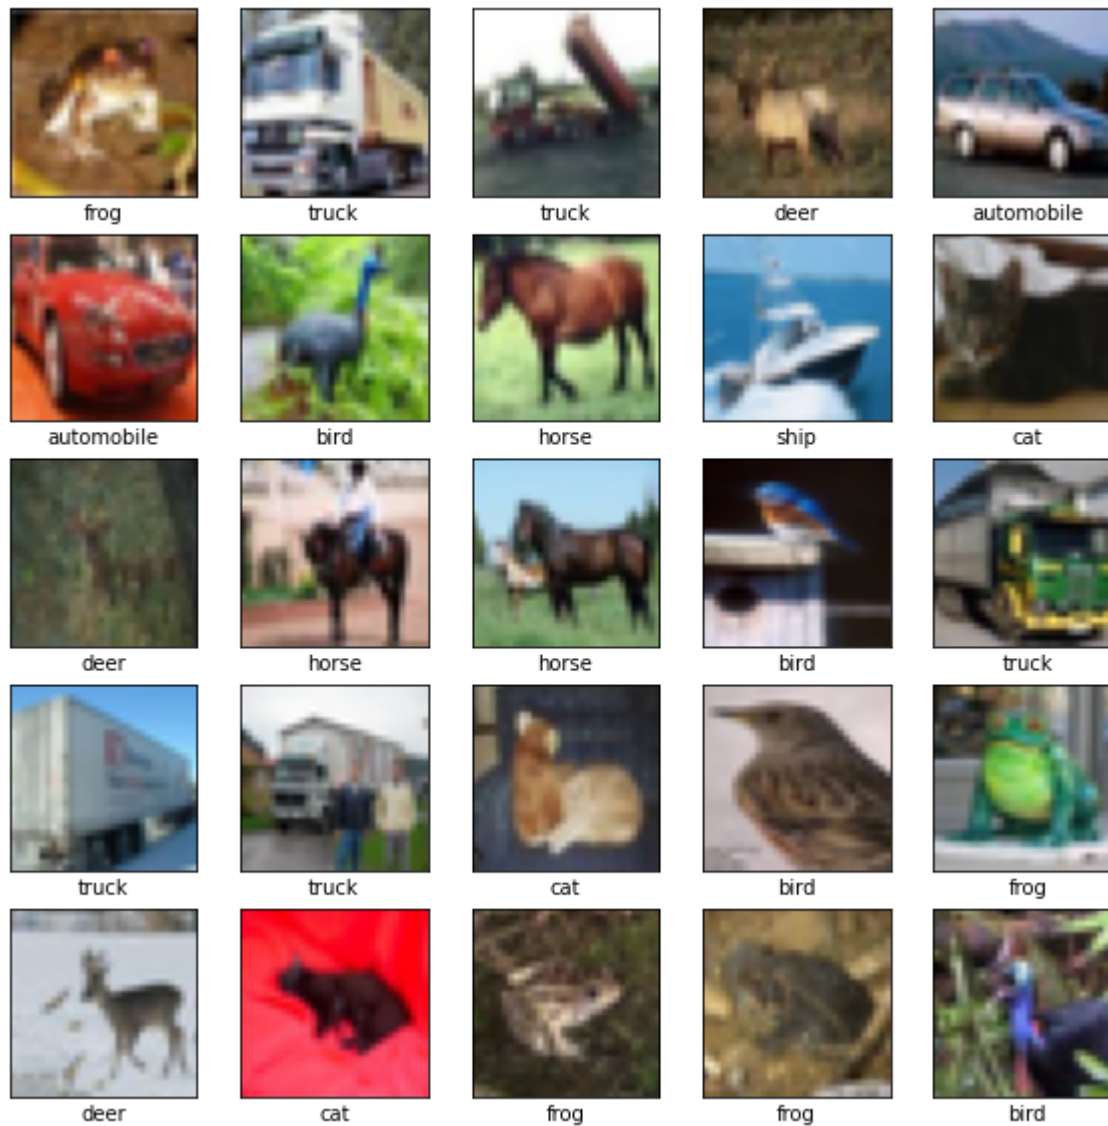 frog truck truck deer automobile
automobile bird horse ship cat
deer horse horse bird truck
truck truck cat bird frog
deer cat frog frog bird